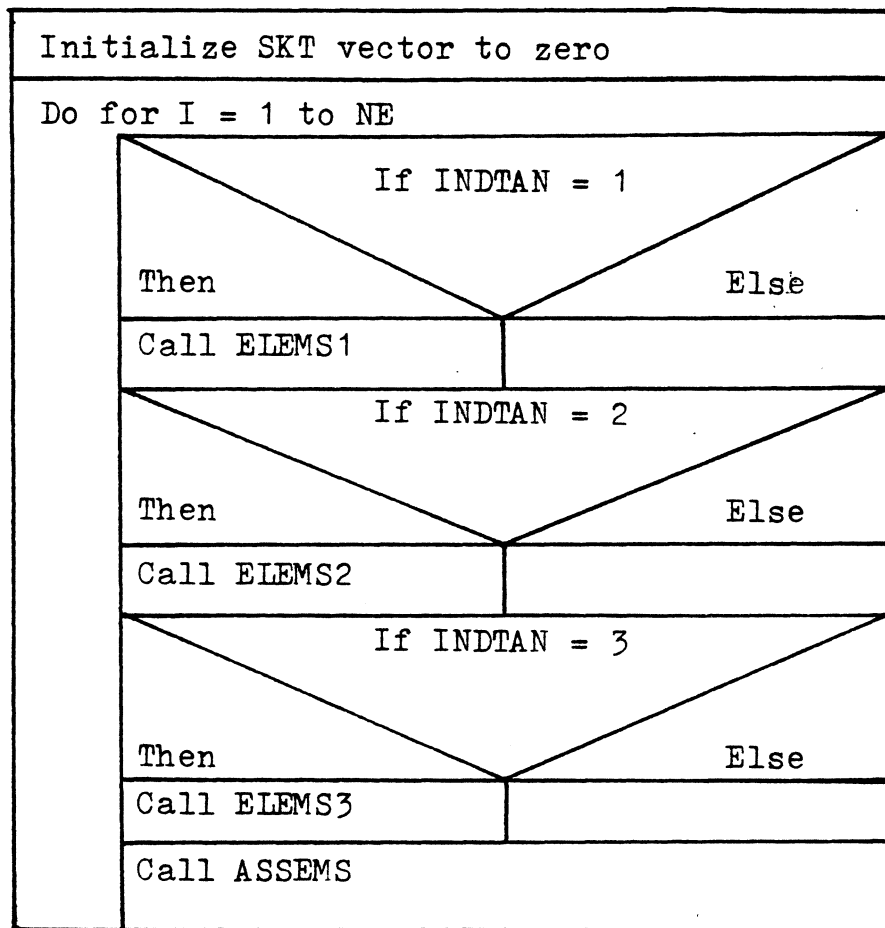 Initialize SKT vector to zero
Do for I = 1 to NE
If INDTAN = 1
Then Else
Call ELEMS1
If INDTAN = 2
Then Else
Call ELEMS2
If INDTAN = 3
Then Else
Call ELEMS3
Call ASSEMS